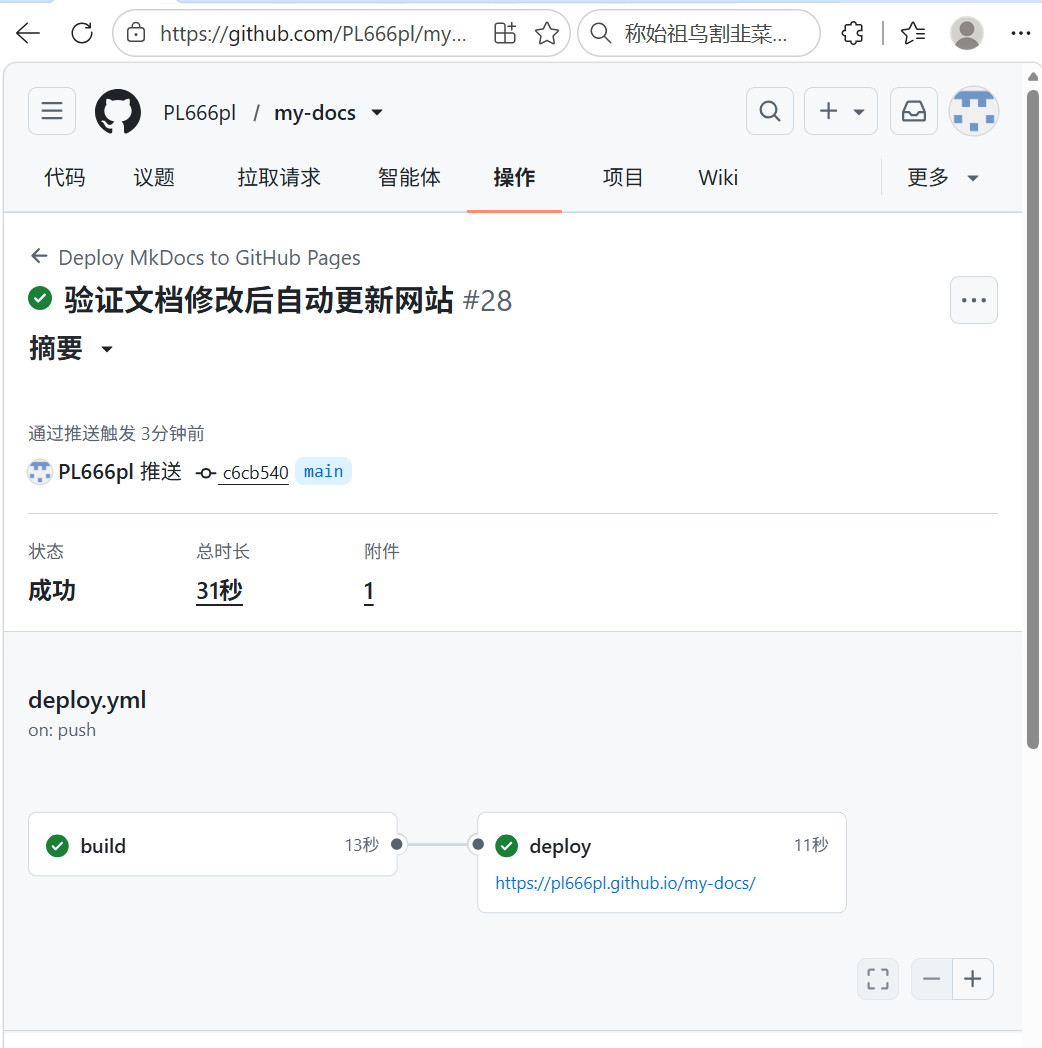 https://github.com/PL666pl/my...
称始祖鸟割韭菜...
PL666pl / my-docs
代码 议题 拉取请求 智能体 操作 项目 Wiki 更多
Deploy MkDocs to GitHub Pages
验证文档修改后自动更新网站 #28
摘要
通过推送触发 3分钟前
PL666pl 推送 c6cb540 main
状态 总时长 附件
成功 31秒 1
deploy.yml
on: push
build 13秒 deploy 11秒
https://pl666pl.github.io/my-docs/